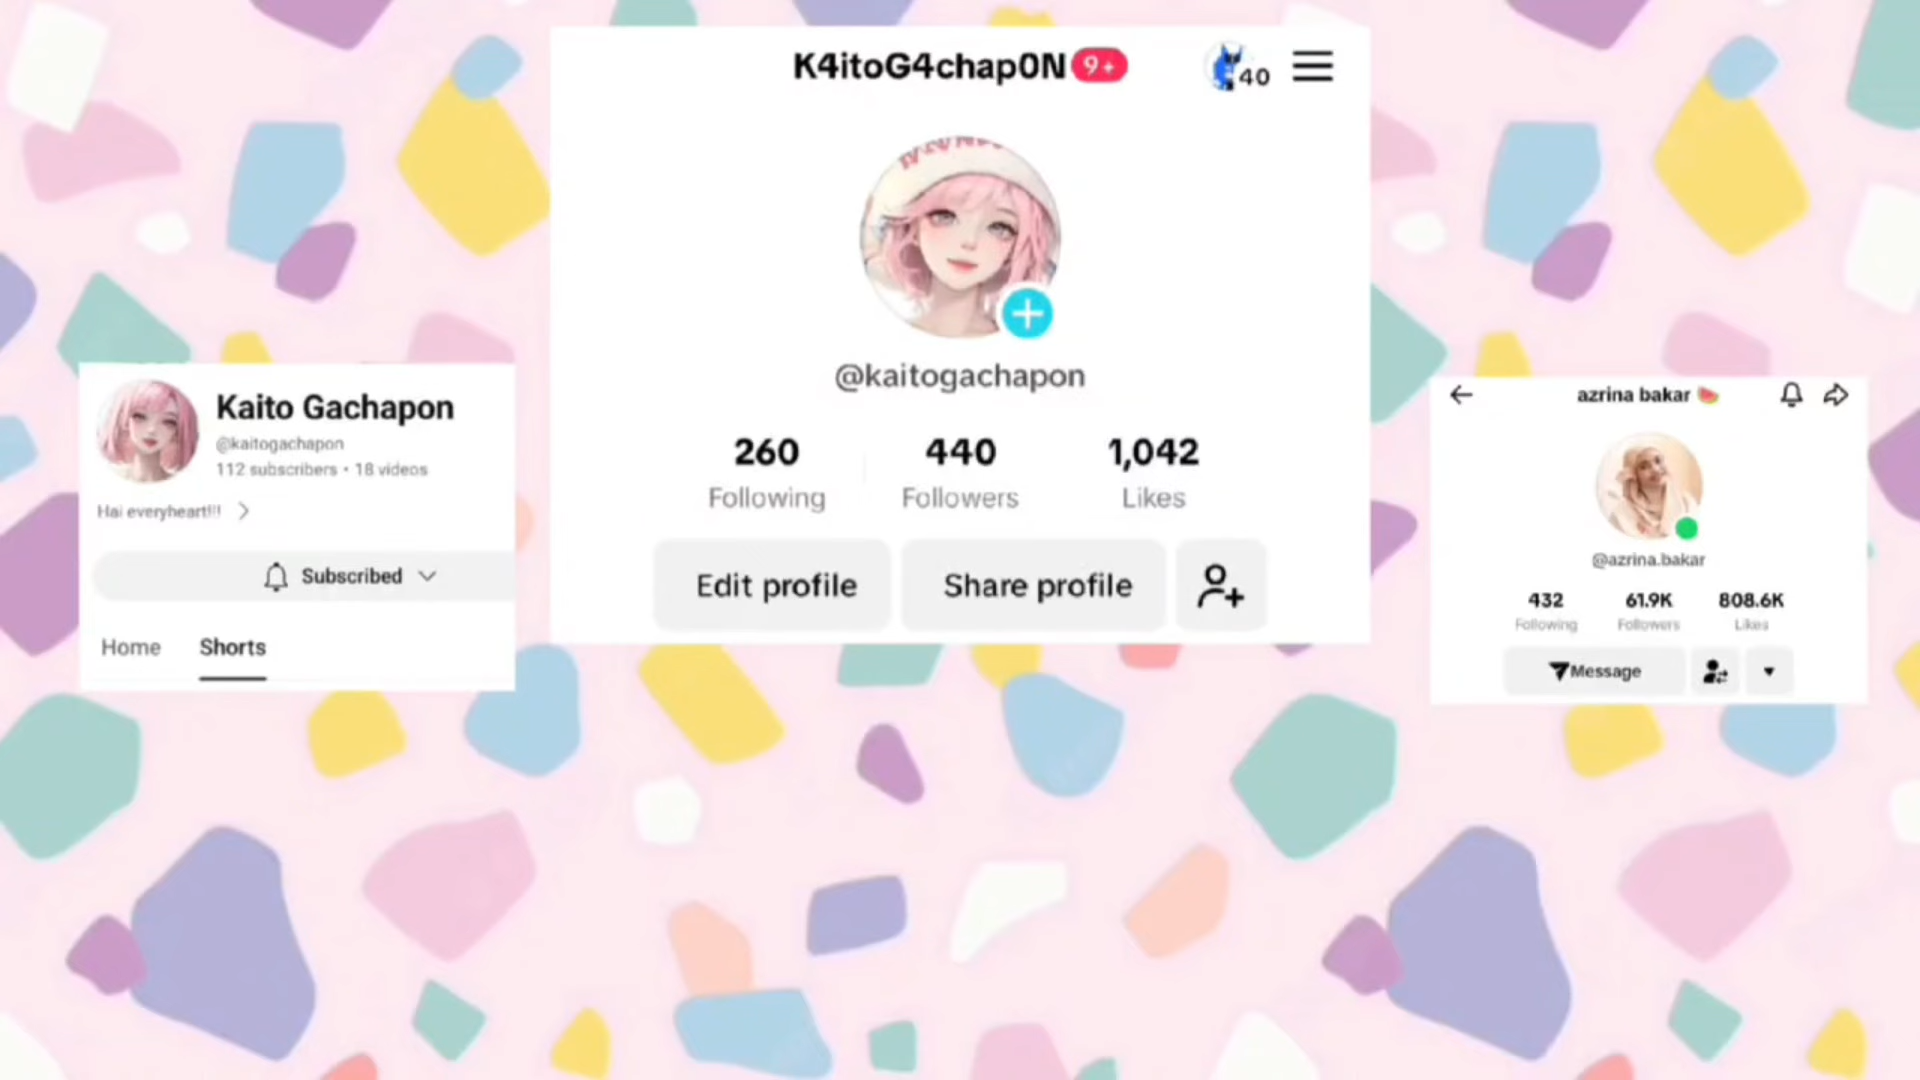 K4itoG4chap0N 9+
40
@kaitogachapon
260 440 1,042
Following Followers Likes
Edit profile Share profile
Kaito Gachapon
@kaitogachapon
112 subscribers • 18 videos
Hai everyheart!!!
Subscribed
Home Shorts
azrina bakar 🍉
@azrina.bakar
432 61.9K 808.6K
Following Followers Likes
Message